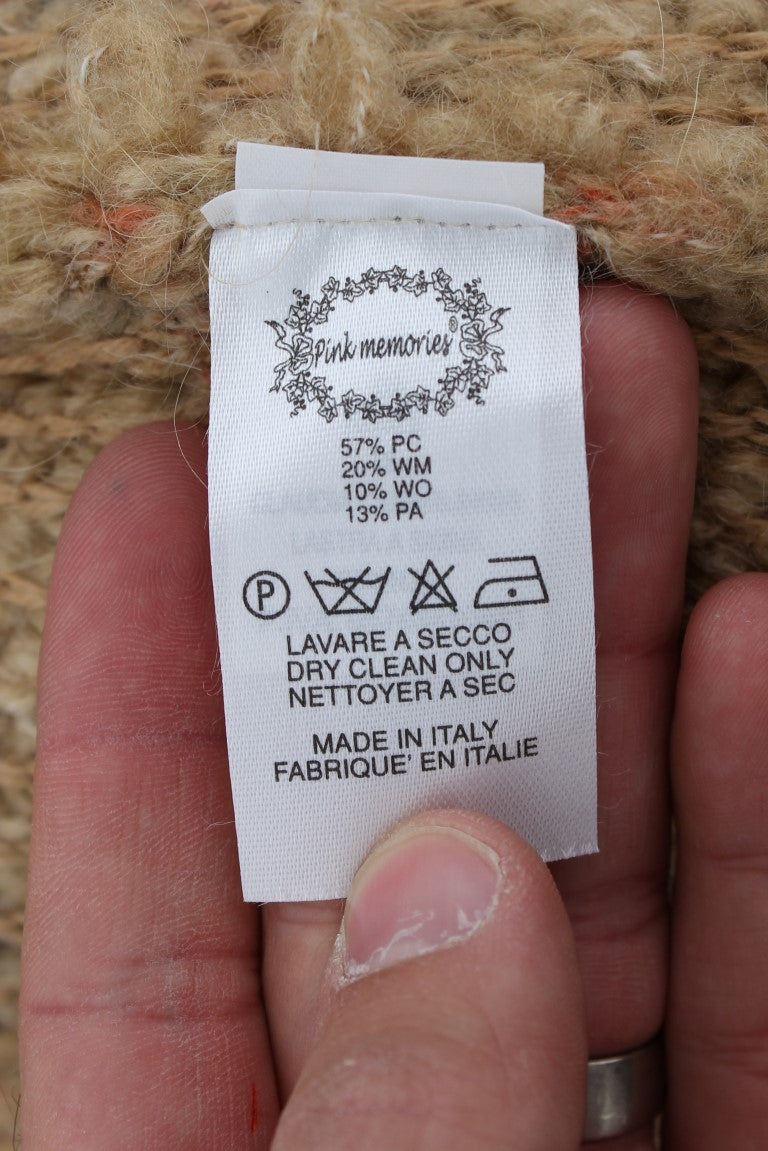 Pink memories®
57% PC
20% WM
10% WO
13% PA
P
LAVARE A SECCO
DRY CLEAN ONLY
NETTOYER A SEC
MADE IN ITALY
FABRIQUE' EN ITALIE